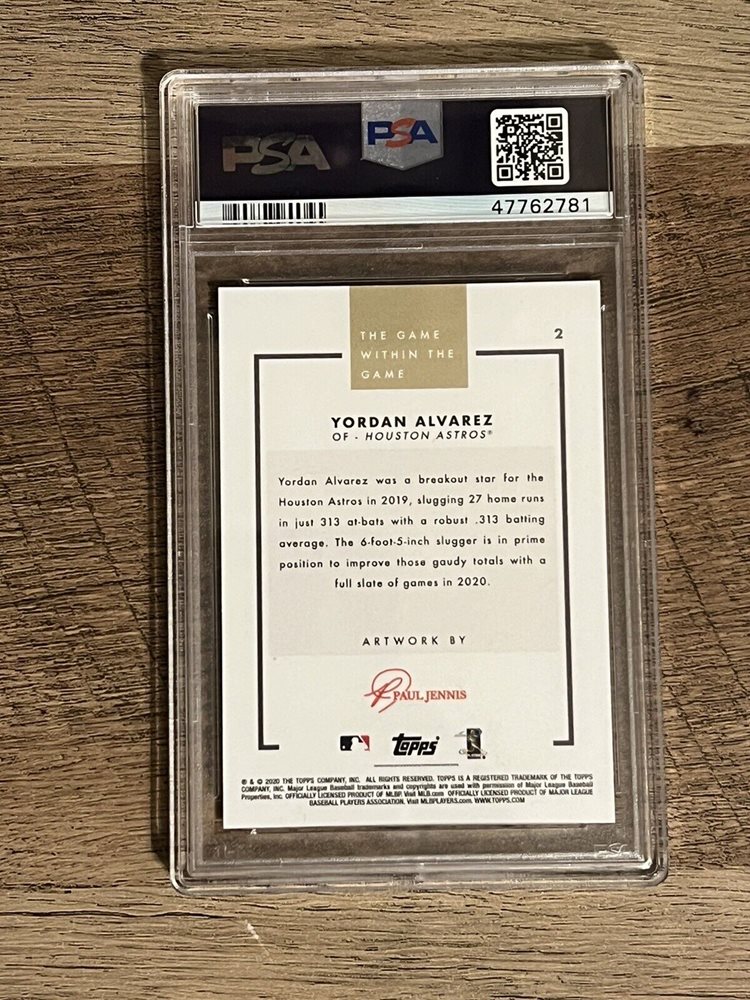 PSA
PSA
47762781
THE GAME
WITHIN THE
GAME
2
YORDAN ALVAREZ
OF - HOUSTON ASTROS®
Yordan Alvarez was a breakout star for the
Houston Astros in 2019, slugging 27 home runs
in just 313 at-bats with a robust .313 batting
average. The 6-foot-5-inch slugger is in prime
position to improve those gaudy totals with a
full slate of games in 2020.
ARTWORK BY
PAUL JENNIS
topps
® & © 2020 THE TOPPS COMPANY, INC. ALL RIGHTS RESERVED. TOPPS IS A REGISTERED TRADEMARK OF THE TOPPS
COMPANY, INC. Major League Baseball trademarks and copyrights are used with permission of Major League Baseball
Properties, Inc. OFFICIALLY LICENSED PRODUCT OF MLBP. Visit MLB.com OFFICIALLY LICENSED PRODUCT OF MAJOR LEAGUE
BASEBALL PLAYERS ASSOCIATION. Visit MLBPLAYERS.com. WWW.TOPPS.COM